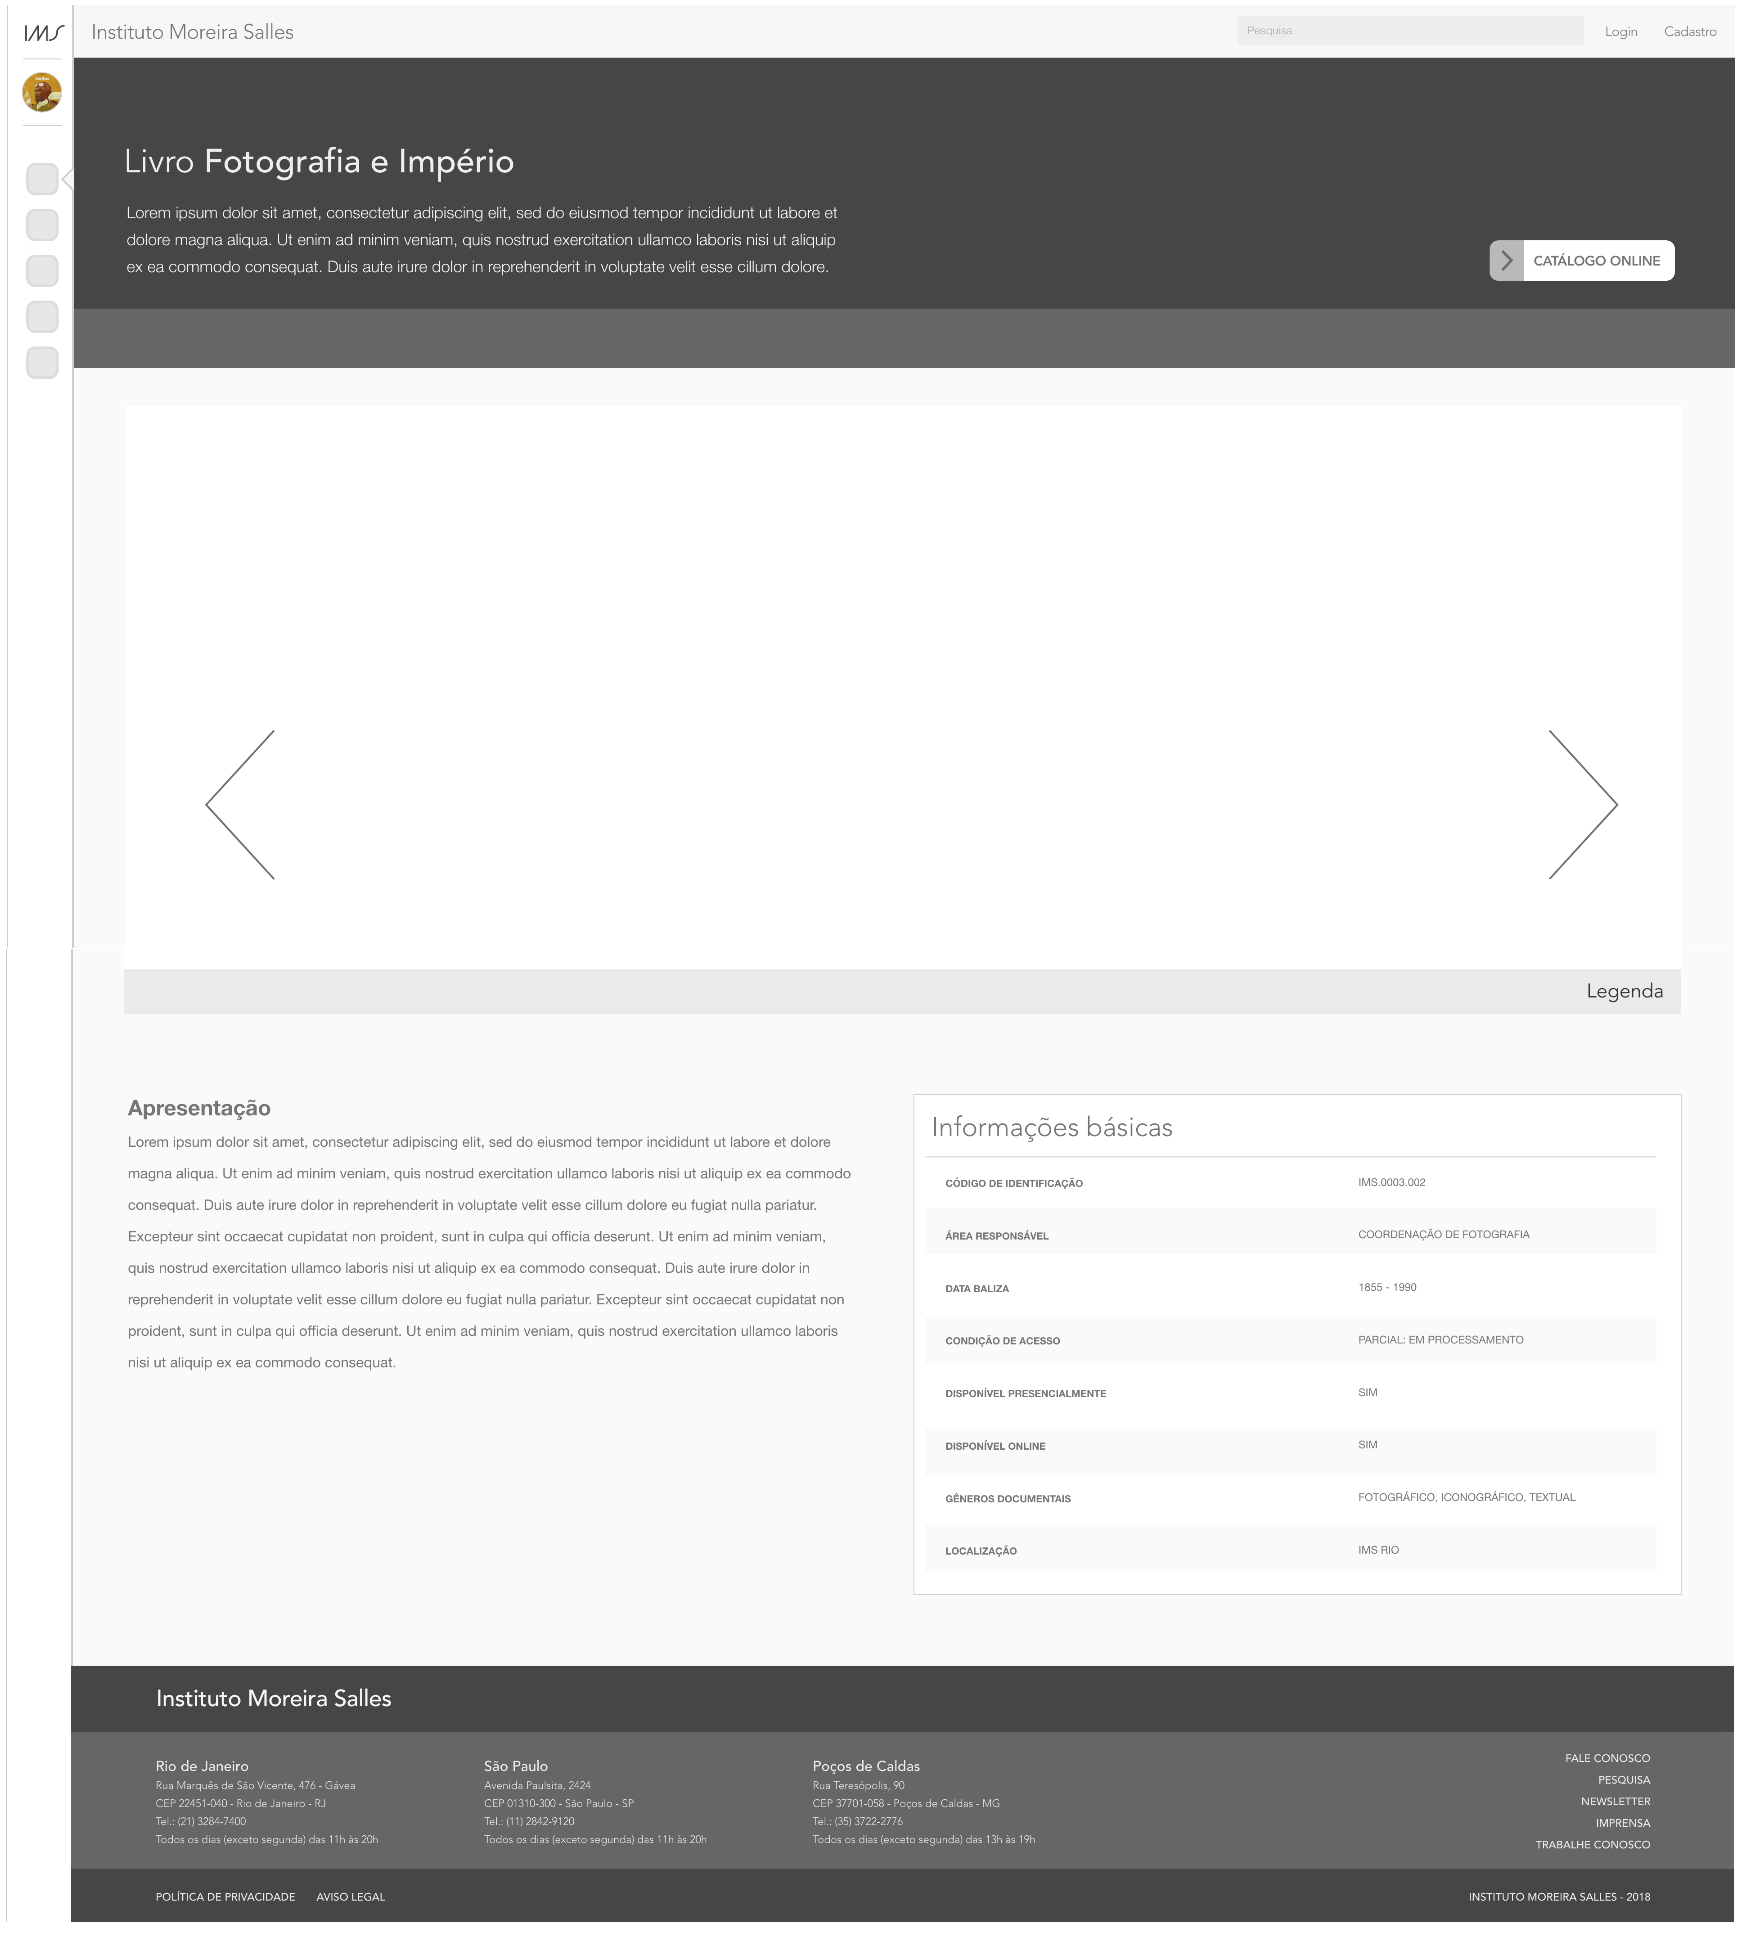 IMS
Instituto Moreira Salles
Pesquisa
Login
Cadastro
Livro Fotografia e Império
Lorem ipsum dolor sit amet, consectetur adipiscing elit, sed do eiusmod tempor incididunt ut labore et
dolore magna aliqua. Ut enim ad minim veniam, quis nostrud exercitation ullamco laboris nisi ut aliquip
ex ea commodo consequat. Duis aute irure dolor in reprehenderit in voluptate velit esse cillum dolore.
CATÁLOGO ONLINE
Legenda
Apresentação
Lorem ipsum dolor sit amet, consectetur adipiscing elit, sed do eiusmod tempor incididunt ut labore et dolore
magna aliqua. Ut enim ad minim veniam, quis nostrud exercitation ullamco laboris nisi ut aliquip ex ea commodo
consequat. Duis aute irure dolor in reprehenderit in voluptate velit esse cillum dolore eu fugiat nulla pariatur.
Excepteur sint occaecat cupidatat non proident, sunt in culpa qui officia deserunt. Ut enim ad minim veniam,
quis nostrud exercitation ullamco laboris nisi ut aliquip ex ea commodo consequat. Duis aute irure dolor in
reprehenderit in voluptate velit esse cillum dolore eu fugiat nulla pariatur. Excepteur sint occaecat cupidatat non
proident, sunt in culpa qui officia deserunt. Ut enim ad minim veniam, quis nostrud exercitation ullamco laboris
nisi ut aliquip ex ea commodo consequat.
Informações básicas
CÓDIGO DE IDENTIFICAÇÃO IMS.0003.002
ÁREA RESPONSÁVEL COORDENAÇÃO DE FOTOGRAFIA
DATA BALIZA 1855 - 1990
CONDIÇÃO DE ACESSO PARCIAL: EM PROCESSAMENTO
DISPONÍVEL PRESENCIALMENTE SIM
DISPONÍVEL ONLINE SIM
GÊNEROS DOCUMENTAIS FOTOGRÁFICO, ICONOGRÁFICO, TEXTUAL
LOCALIZAÇÃO IMS RIO
Instituto Moreira Salles
Rio de Janeiro
Rua Marquês de São Vicente, 476 - Gávea
CEP 22451-040 - Rio de Janeiro - RJ
Tel.: (21) 3284-7400
Todos os dias (exceto segunda) das 11h às 20h
São Paulo
Avenida Paulsita, 2424
CEP 01310-300 - São Paulo - SP
Tel.: (11) 2842-9120
Todos os dias (exceto segunda) das 11h às 20h
Poços de Caldas
Rua Teresópolis, 90
CEP 37701-058 - Poços de Caldas - MG
Tel.: (35) 3722-2776
Todos os dias (exceto segunda) das 13h às 19h
FALE CONOSCO
PESQUISA
NEWSLETTER
IMPRENSA
TRABALHE CONOSCO
POLÍTICA DE PRIVACIDADE
AVISO LEGAL
INSTITUTO MOREIRA SALLES - 2018